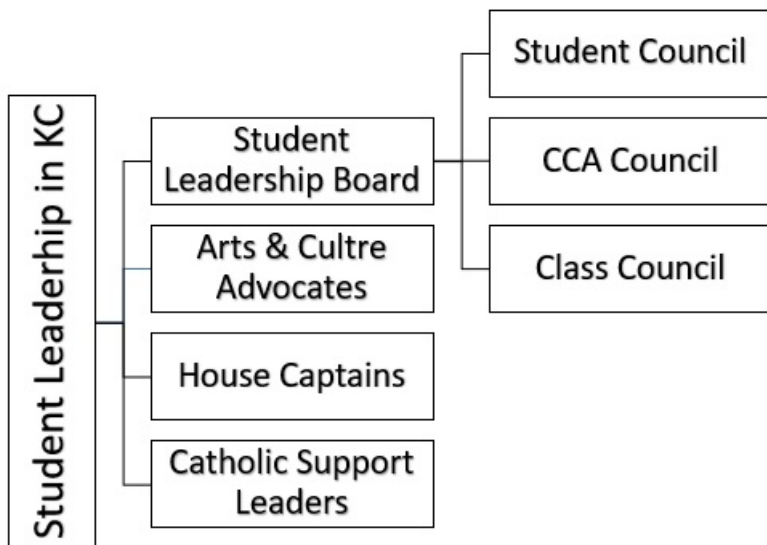 Student Leaderhip in KC
Student
Leadership Board
Arts & Cultre
Advocates
House Captains
Catholic Support
Leaders
Student Council
CCA Council
Class Council